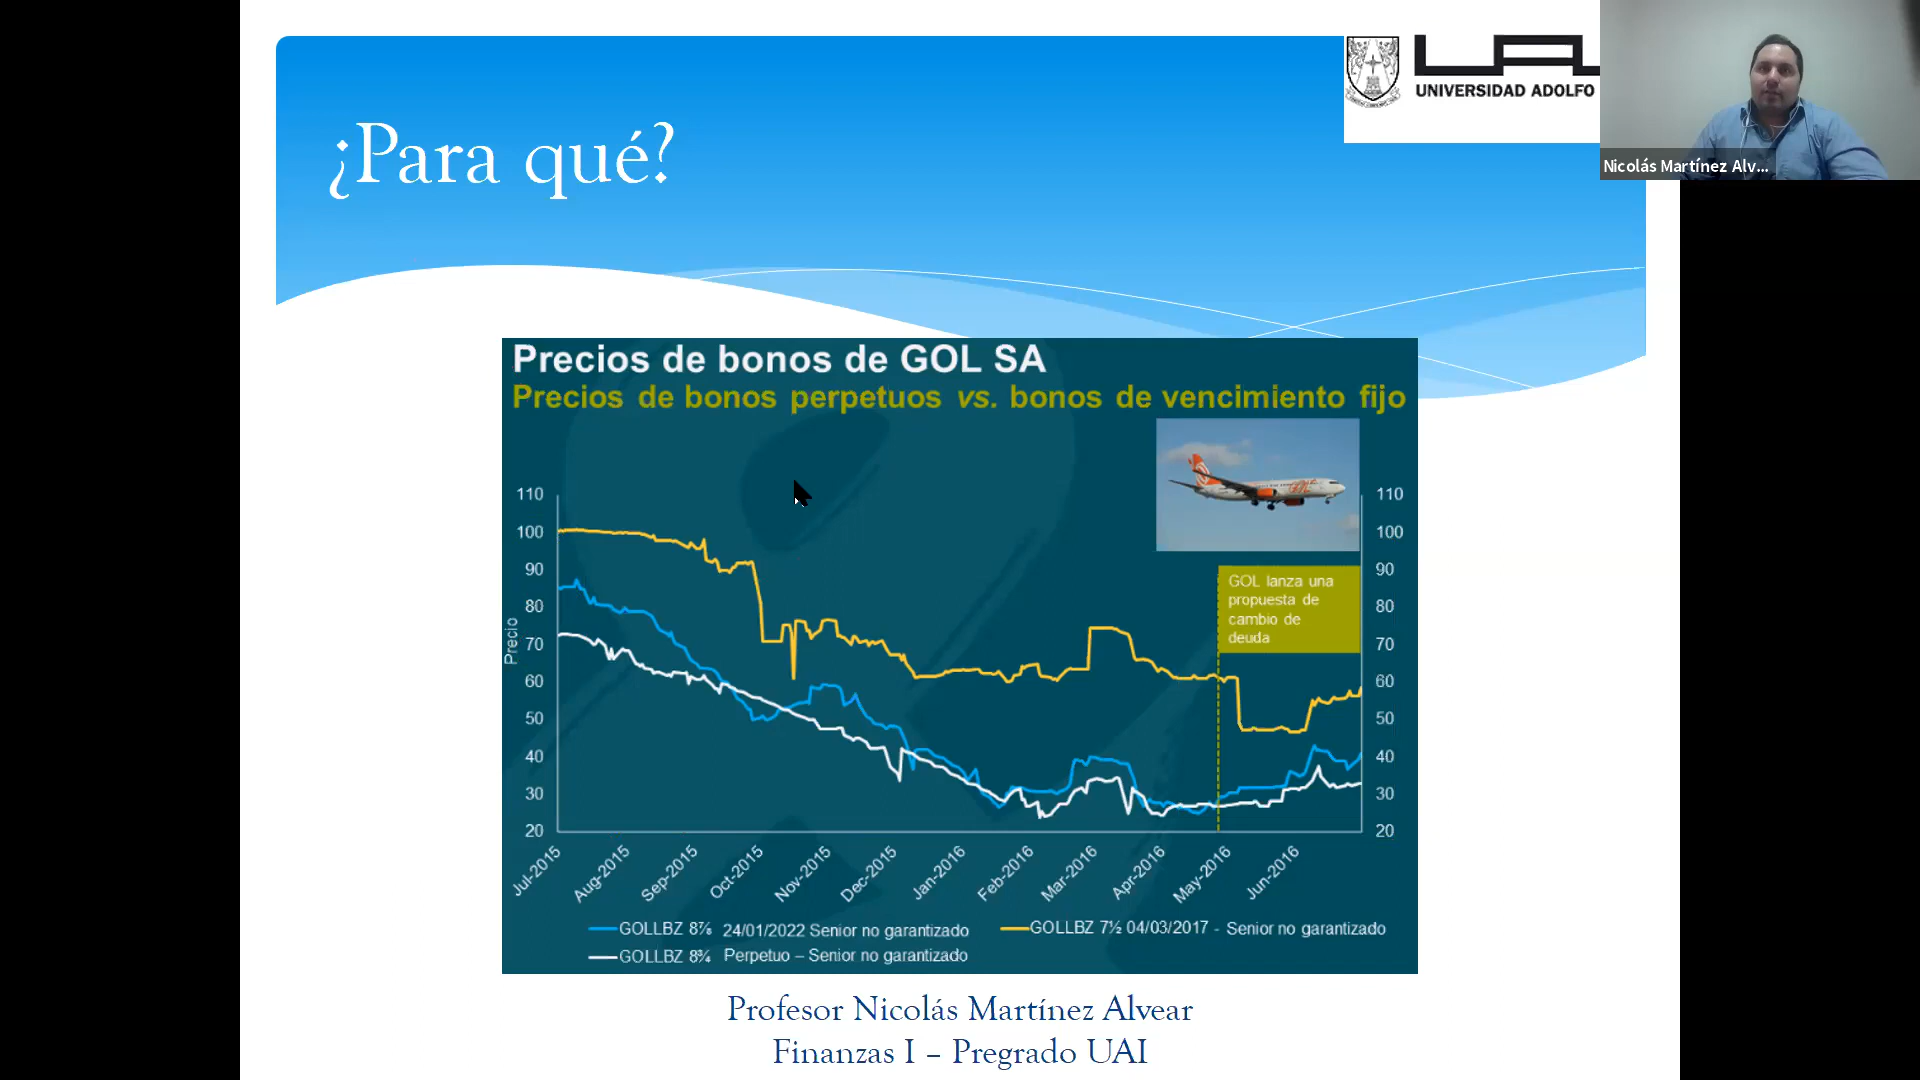 ¿Para qué?
UNIVERSIDAD ADOLFO
Nicolás Martínez Alv...
Precios de bonos de GOL SA
Precios de bonos perpetuos vs. bonos de vencimiento fijo
GOL lanza una
propuesta de
cambio de
deuda
Precio
110
100
90
80
70
60
50
40
30
20
110
100
90
80
70
60
50
40
30
20
Jul-2015
Aug-2015
Sep-2015
Oct-2015
Nov-2015
Dec-2015
Jan-2016
Feb-2016
Mar-2016
Apr-2016
May-2016
Jun-2016
GOLLBZ 8⅞ 24/01/2022 Senior no garantizado
GOLLBZ 7½ 04/03/2017 - Senior no garantizado
GOLLBZ 8¾ Perpetuo – Senior no garantizado
Profesor Nicolás Martínez Alvear
Finanzas I – Pregrado UAI